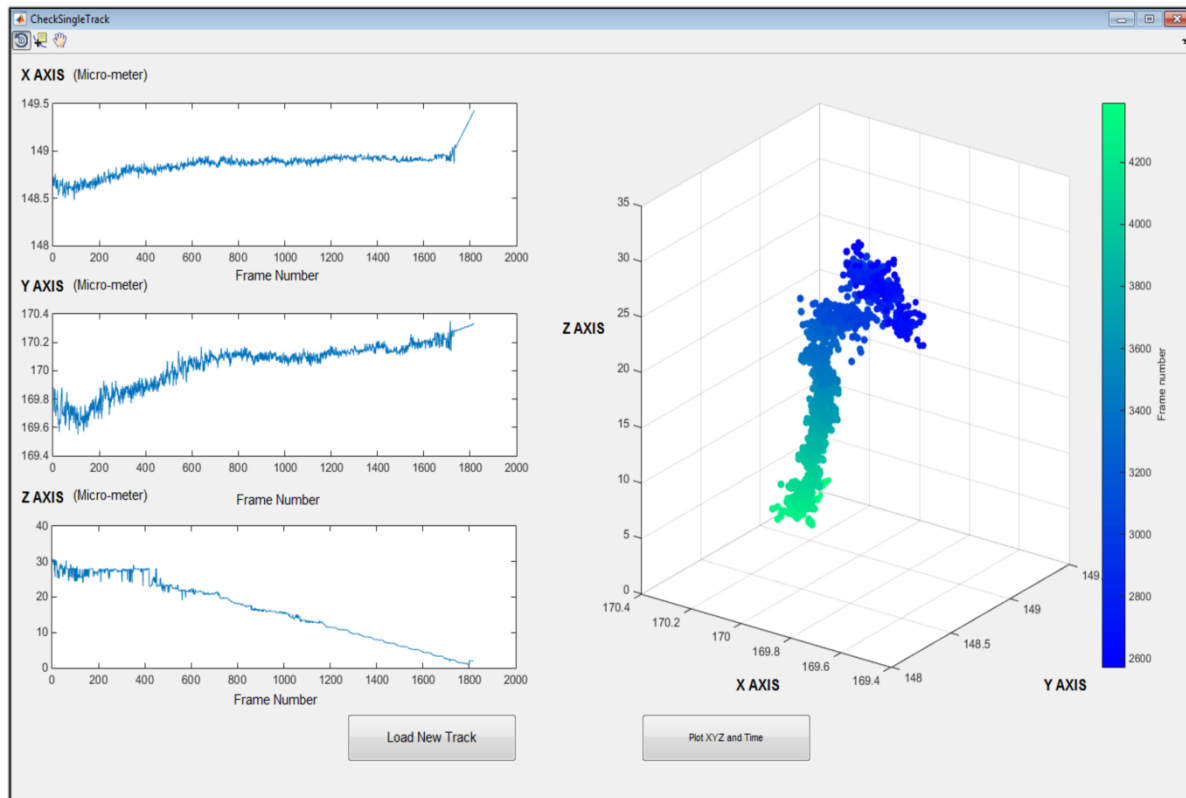 CheckSingleTrack
X AXIS (Micro-meter)
149.5
149
148.5
148
0 200 400 600 800 1000 1200 1400 1600 1800 2000
Frame Number
Y AXIS (Micro-meter)
170.4
170.2
170
169.8
169.6
169.4
0 200 400 600 800 1000 1200 1400 1600 1800 2000
Z AXIS (Micro-meter)
Frame Number
40
30
20
10
0
0 200 400 600 800 1000 1200 1400 1600 1800 2000
Frame Number
Load New Track
35
30
25
Z AXIS
20
15
10
5
0
170.4
170.2
170
169.8
169.6
169.4
X AXIS
148
148.5
149
149.
Y AXIS
4200
4000
3800
3600
3400
3200
3000
2800
2600
Frame number
Plot XYZ and Time